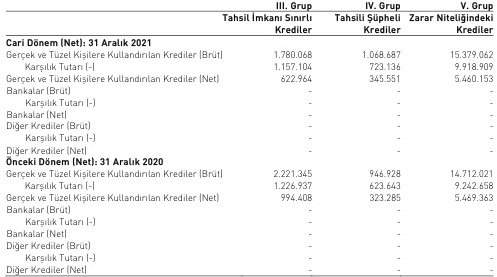 III. Grup IV. Grup V. Grup
Tahsil İmkanı Sınırlı Tahsili Şüpheli Zarar Niteliğindeki
Krediler Krediler Krediler
Cari Dönem (Net): 31 Aralık 2021
Gerçek ve Tüzel Kişilere Kullandırılan Krediler (Brüt) 1.780.068 1.068.687 15.379.062
Karşılık Tutarı (-) 1.157.104 723.136 9.918.909
Gerçek ve Tüzel Kişilere Kullandırılan Krediler (Net) 622.964 345.551 5.460.153
Bankalar (Brüt) - - -
Karşılık Tutarı (-) - - -
Bankalar (Net) - - -
Diğer Krediler (Brüt) - - -
Karşılık Tutarı (-) - - -
Diğer Krediler (Net) - - -
Önceki Dönem (Net): 31 Aralık 2020
Gerçek ve Tüzel Kişilere Kullandırılan Krediler (Brüt) 2.221.345 946.928 14.712.021
Karşılık Tutarı (-) 1.226.937 623.643 9.242.658
Gerçek ve Tüzel Kişilere Kullandırılan Krediler (Net) 994.408 323.285 5.469.363
Bankalar (Brüt) - - -
Karşılık Tutarı (-) - - -
Bankalar (Net) - - -
Diğer Krediler (Brüt) - - -
Karşılık Tutarı (-) - - -
Diğer Krediler (Net) - - -